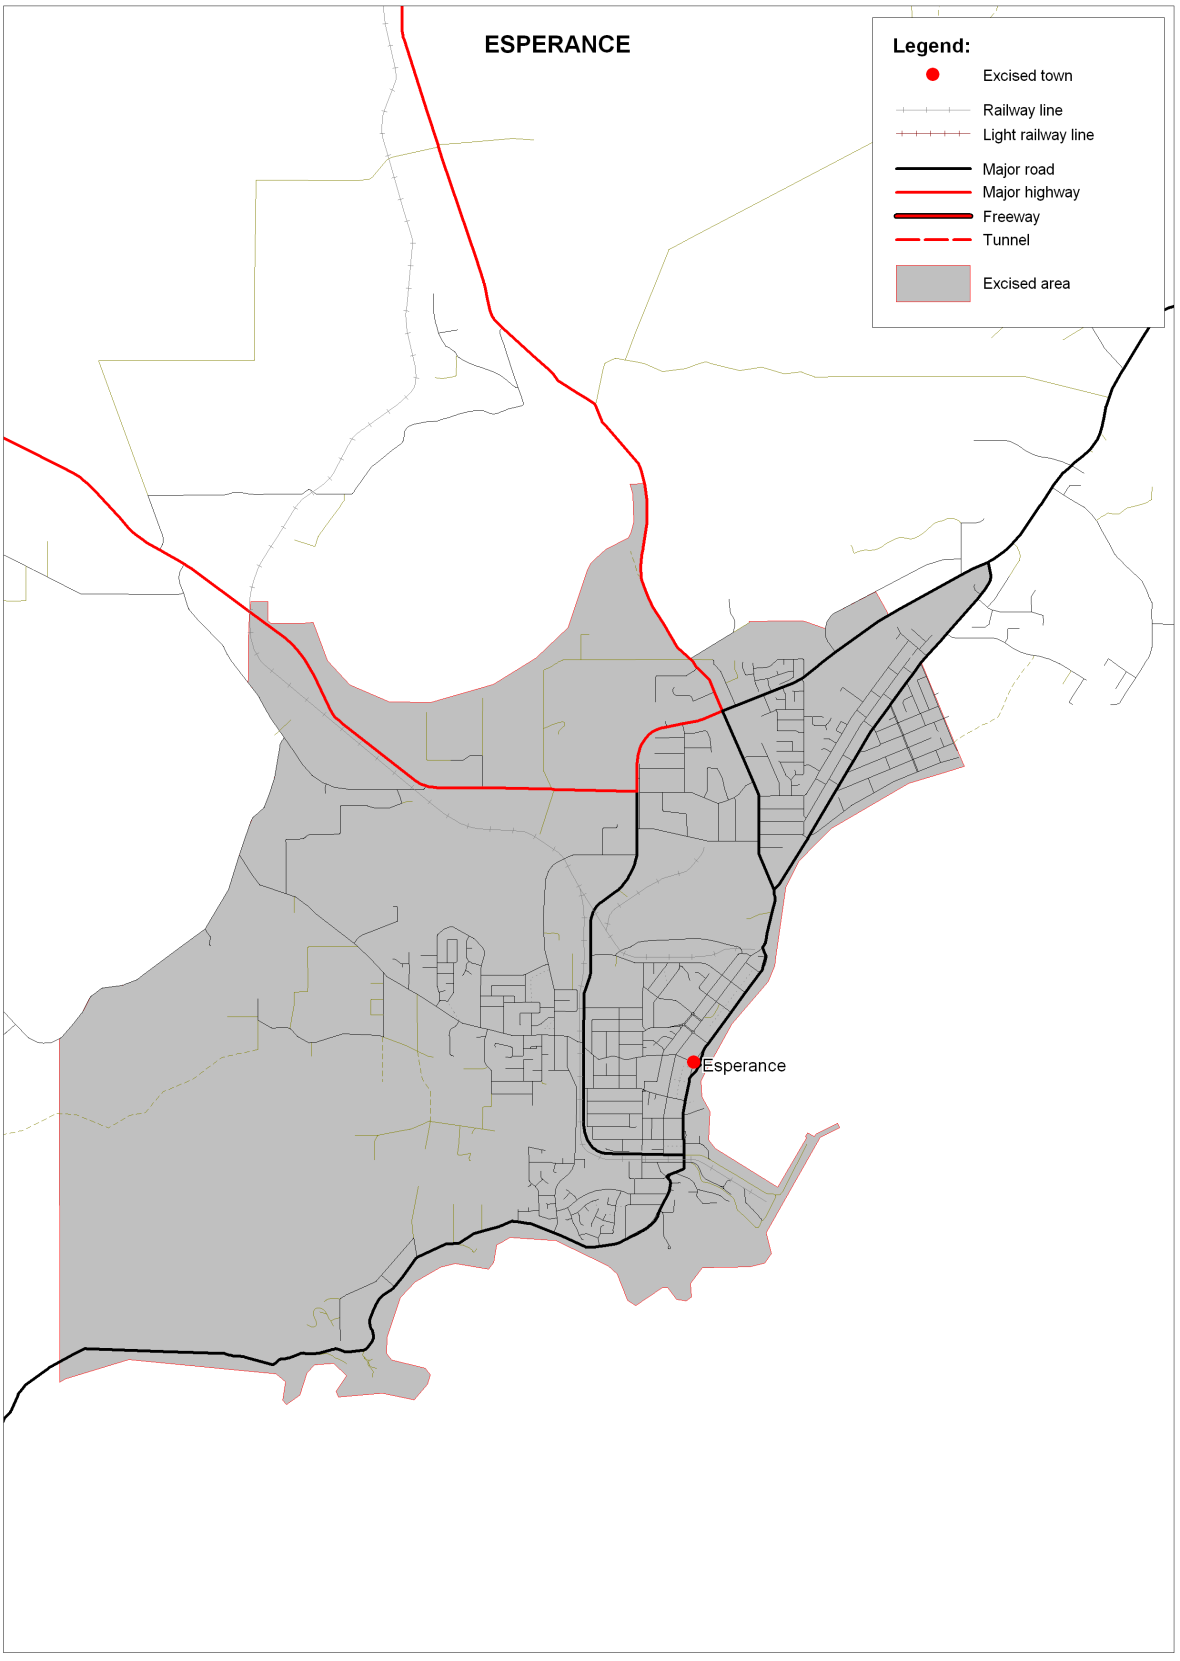 ESPERANCE
Legend:
Excised town
Railway line
Light railway line
Major road
Major highway
Freeway
Tunnel
Excised area
Esperance